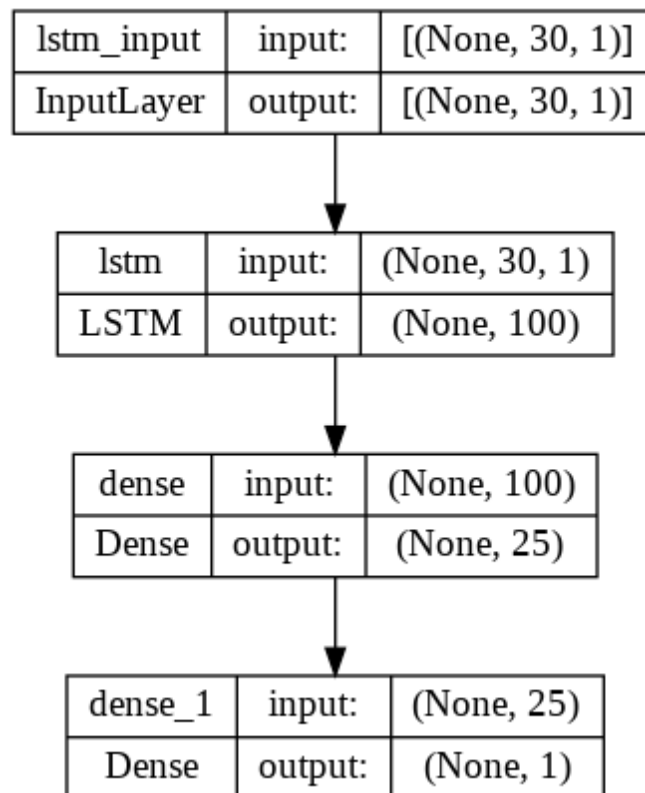 lstm_input input: [(None, 30, 1)]
InputLayer output: [(None, 30, 1)]
lstm input: (None, 30, 1)
LSTM output: (None, 100)
dense input: (None, 100)
Dense output: (None, 25)
dense_1 input: (None, 25)
Dense output: (None, 1)